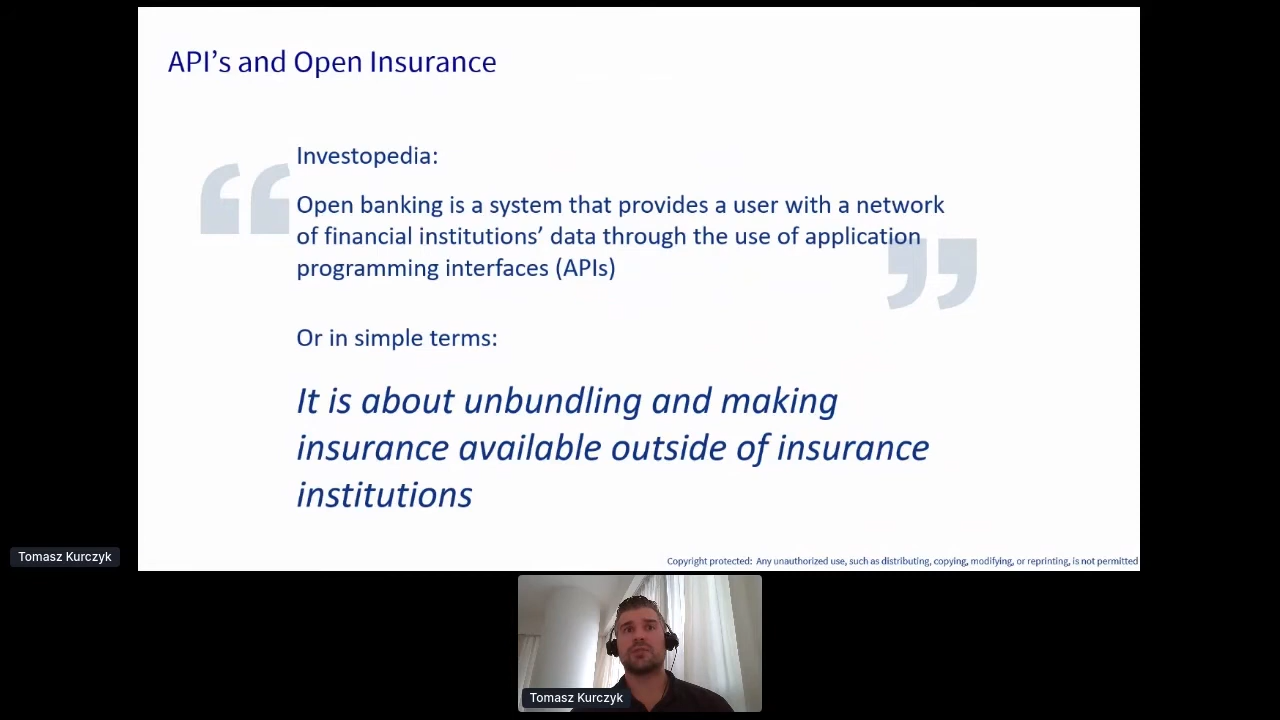 API’s and Open Insurance
Investopedia:
Open banking is a system that provides a user with a network
of financial institutions’ data through the use of application
programming interfaces (APIs)
Or in simple terms:
It is about unbundling and making
insurance available outside of insurance
institutions
Tomasz Kurczyk
Copyright protected: Any unauthorized use, such as distributing, copying, modifying, or reprinting, is not permitted
Tomasz Kurczyk